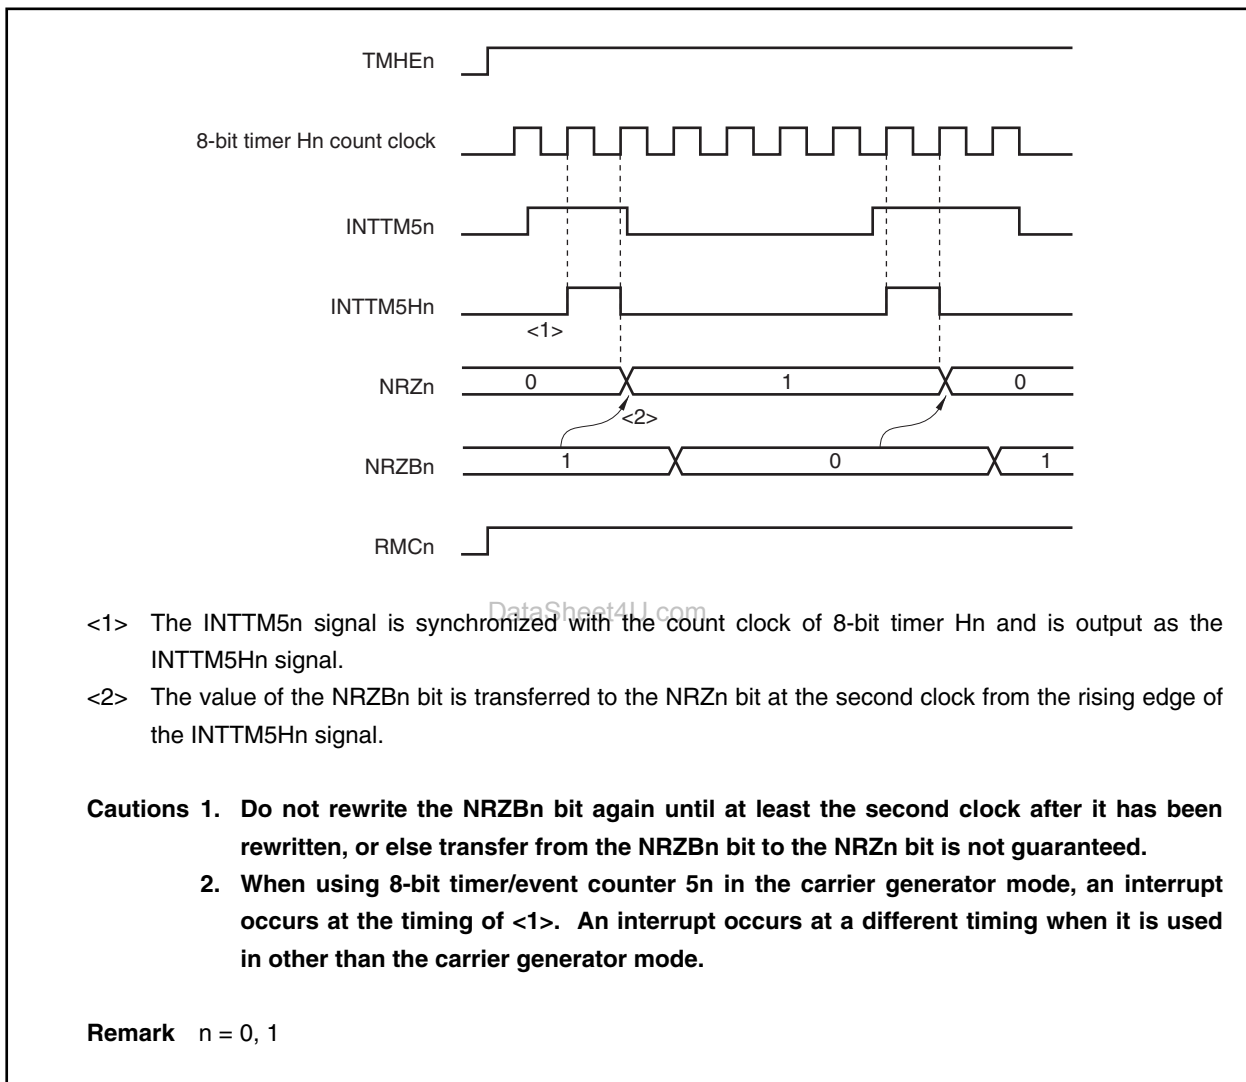 TMHEn
8-bit timer Hn count clock
INTTM5n
INTTM5Hn
<1>
NRZn 0 1 0
<2>
NRZBn 1 0 1
RMCn
DataSheet4U.com
<1> The INTTM5n signal is synchronized with the count clock of 8-bit timer Hn and is output as the
INTTM5Hn signal.
<2> The value of the NRZBn bit is transferred to the NRZn bit at the second clock from the rising edge of
the INTTM5Hn signal.
Cautions 1. Do not rewrite the NRZBn bit again until at least the second clock after it has been
rewritten, or else transfer from the NRZBn bit to the NRZn bit is not guaranteed.
2. When using 8-bit timer/event counter 5n in the carrier generator mode, an interrupt
occurs at the timing of <1>. An interrupt occurs at a different timing when it is used
in other than the carrier generator mode.
Remark n = 0, 1